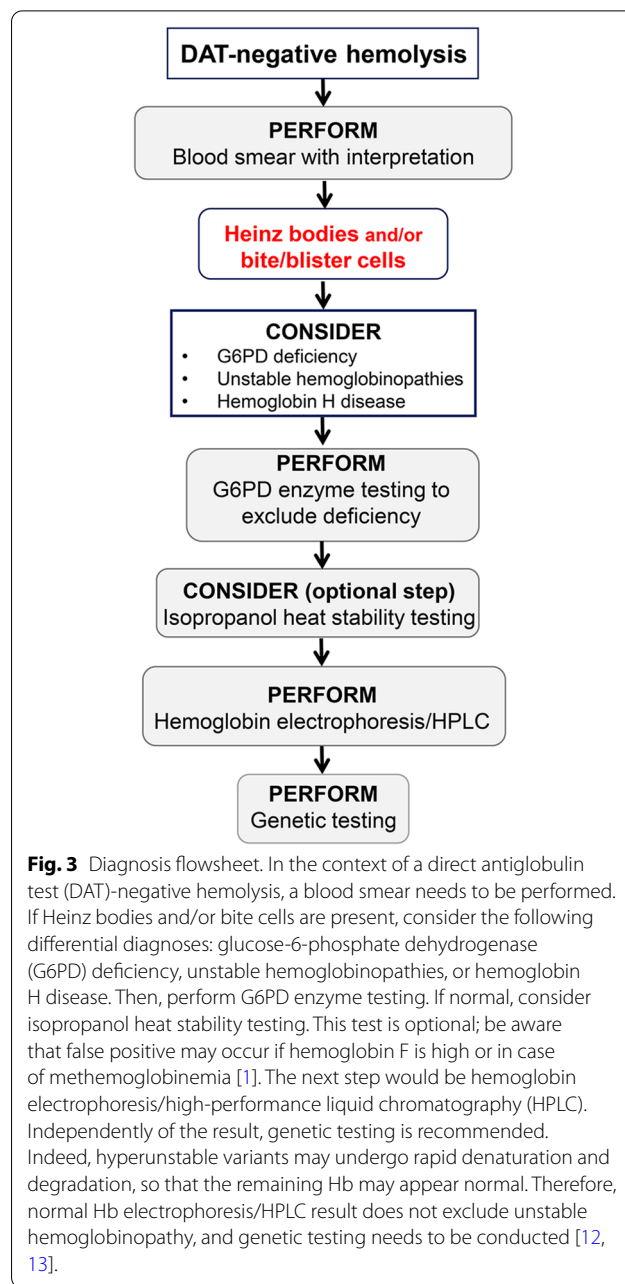 DAT-negative hemolysis
PERFORM
Blood smear with interpretation
Heinz bodies and/or
bite/blister cells
CONSIDER
• G6PD deficiency
• Unstable hemoglobinopathies
• Hemoglobin H disease
PERFORM
G6PD enzyme testing to
exclude deficiency
CONSIDER (optional step)
Isopropanol heat stability testing
PERFORM
Hemoglobin electrophoresis/HPLC
PERFORM
Genetic testing
Fig. 3 Diagnosis flowsheet. In the context of a direct antiglobulin
test (DAT)-negative hemolysis, a blood smear needs to be performed.
If Heinz bodies and/or bite cells are present, consider the following
differential diagnoses: glucose-6-phosphate dehydrogenase
(G6PD) deficiency, unstable hemoglobinopathies, or hemoglobin
H disease. Then, perform G6PD enzyme testing. If normal, consider
isopropanol heat stability testing. This test is optional; be aware
that false positive may occur if hemoglobin F is high or in case
of methemoglobinemia [1]. The next step would be hemoglobin
electrophoresis/high-performance liquid chromatography (HPLC).
Independently of the result, genetic testing is recommended.
Indeed, hyperunstable variants may undergo rapid denaturation and
degradation, so that the remaining Hb may appear normal. Therefore,
normal Hb electrophoresis/HPLC result does not exclude unstable
hemoglobinopathy, and genetic testing needs to be conducted [12,
13].